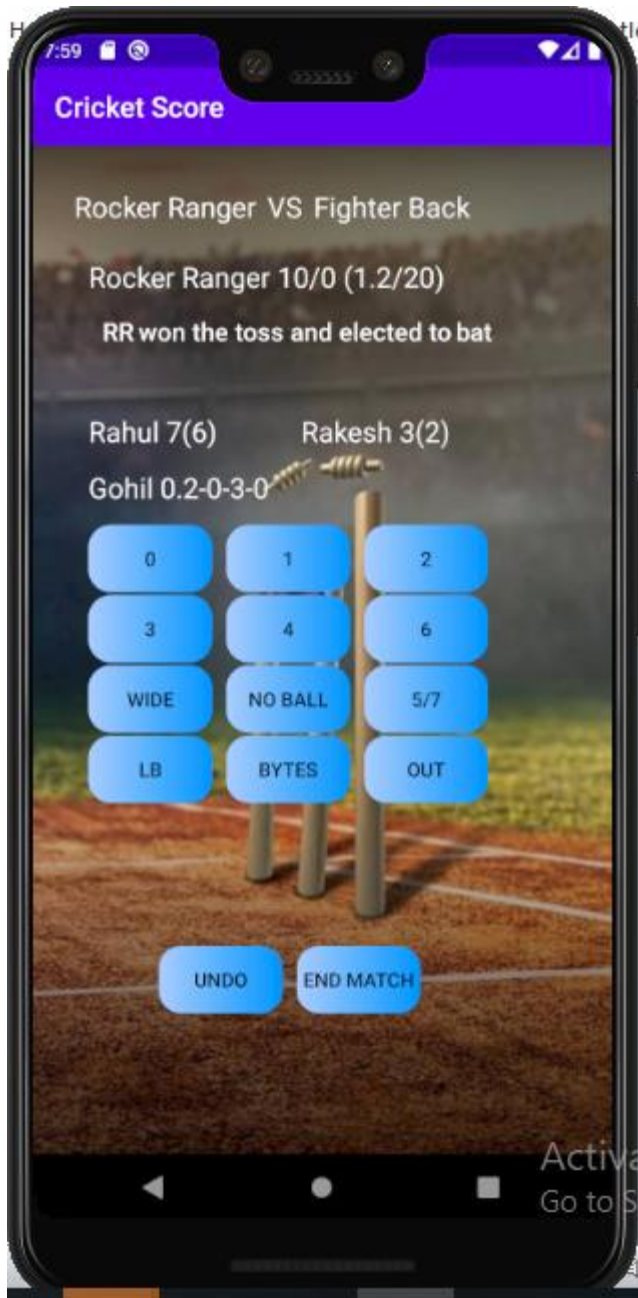 7:59
Cricket Score
Rocker Ranger VS Fighter Back
Rocker Ranger 10/0 (1.2/20)
RR won the toss and elected to bat
Rahul 7(6) Rakesh 3(2)
Gohil 0.2-0-3-0
0 1 2
3 4 6
WIDE NO BALL 5/7
LB BYTES OUT
UNDO END MATCH
Go to